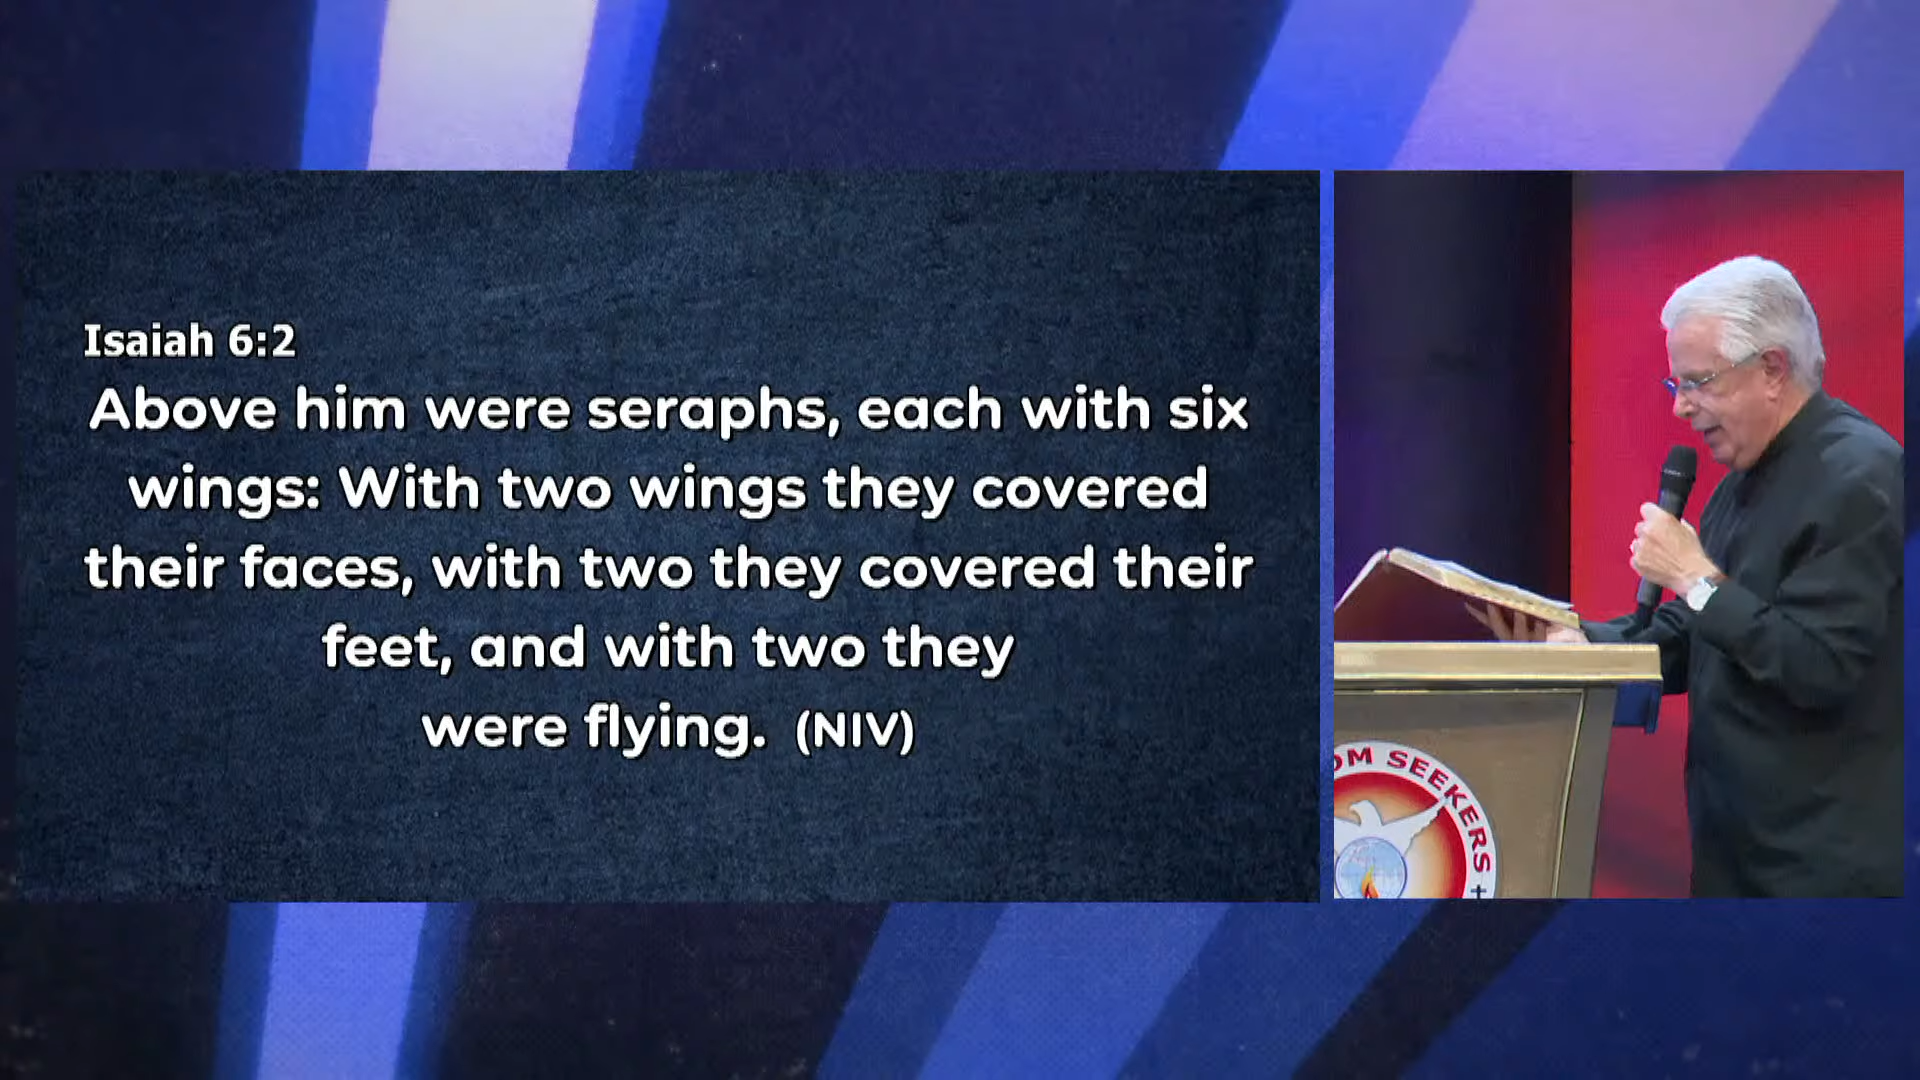 Isaiah 6:2
Above him were seraphs, each with six
wings: With two wings they covered
their faces, with two they covered their
feet, and with two they
were flying. (NIV)
OM SEEKERS